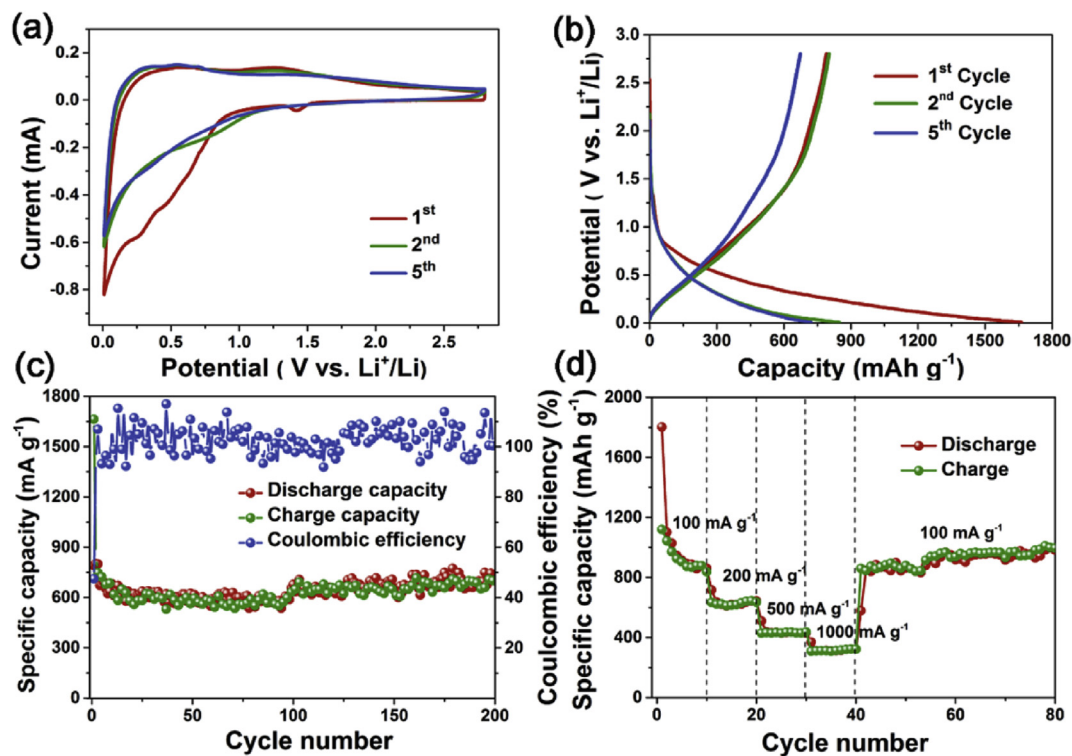 (a)
0.2
0.0
-0.2
-0.4
-0.6
-0.8
Current (mA)
1st
2nd
5th
0.0 0.5 1.0 1.5 2.0 2.5
Potential ( V vs. Li+/Li)
(b)
3.0
2.5
2.0
1.5
1.0
0.5
0.0
Potential ( V vs. Li+/Li)
1st Cycle
2nd Cycle
5th Cycle
0 300 600 900 1200 1500 1800
Capacity (mAh g-1)
(c)
1800
1500
1200
900
600
300
0
Specific capacity (mA g-1)
Discharge capacity
Charge capacity
Coulombic efficiency
100
80
60
40
20
Coulcombic efficiency (%)
0 50 100 150 200
Cycle number
(d)
2000
1600
1200
800
400
0
Specific capacity (mAh g-1)
Discharge
Charge
100 mA g-1
200 mA g-1
500 mA g-1
1000 mA g-1
100 mA g-1
0 20 40 60 80
Cycle number